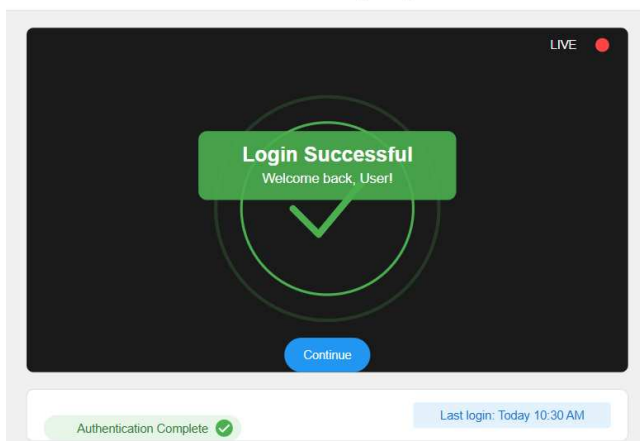 LIVE
Login Successful
Welcome back, User!
Continue
Authentication Complete
Last login: Today 10:30 AM